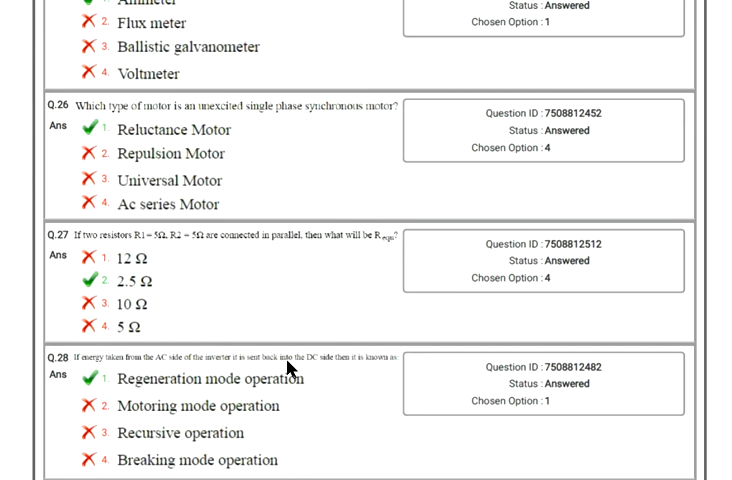 1. Ammeter
Status : Answered
2. Flux meter
Chosen Option : 1
3. Ballistic galvanometer
4. Voltmeter
Q.26 Which type of motor is an unexcited single phase synchronous motor?
Question ID : 7508812452
Ans 1. Reluctance Motor
Status : Answered
2. Repulsion Motor
Chosen Option : 4
3. Universal Motor
4. Ac series Motor
Q.27 If two resistors R1= 5Ω, R2 = 5Ω are connected in parallel, then what will be Requ?
Question ID : 7508812512
Ans 1. 12 Ω
Status : Answered
2. 2.5 Ω
Chosen Option : 4
3. 10 Ω
4. 5 Ω
Q.28 If energy taken from the AC side of the inverter it is sent back into the DC side then it is known as:
Question ID : 7508812482
Ans 1. Regeneration mode operation
Status : Answered
2. Motoring mode operation
Chosen Option : 1
3. Recursive operation
4. Breaking mode operation